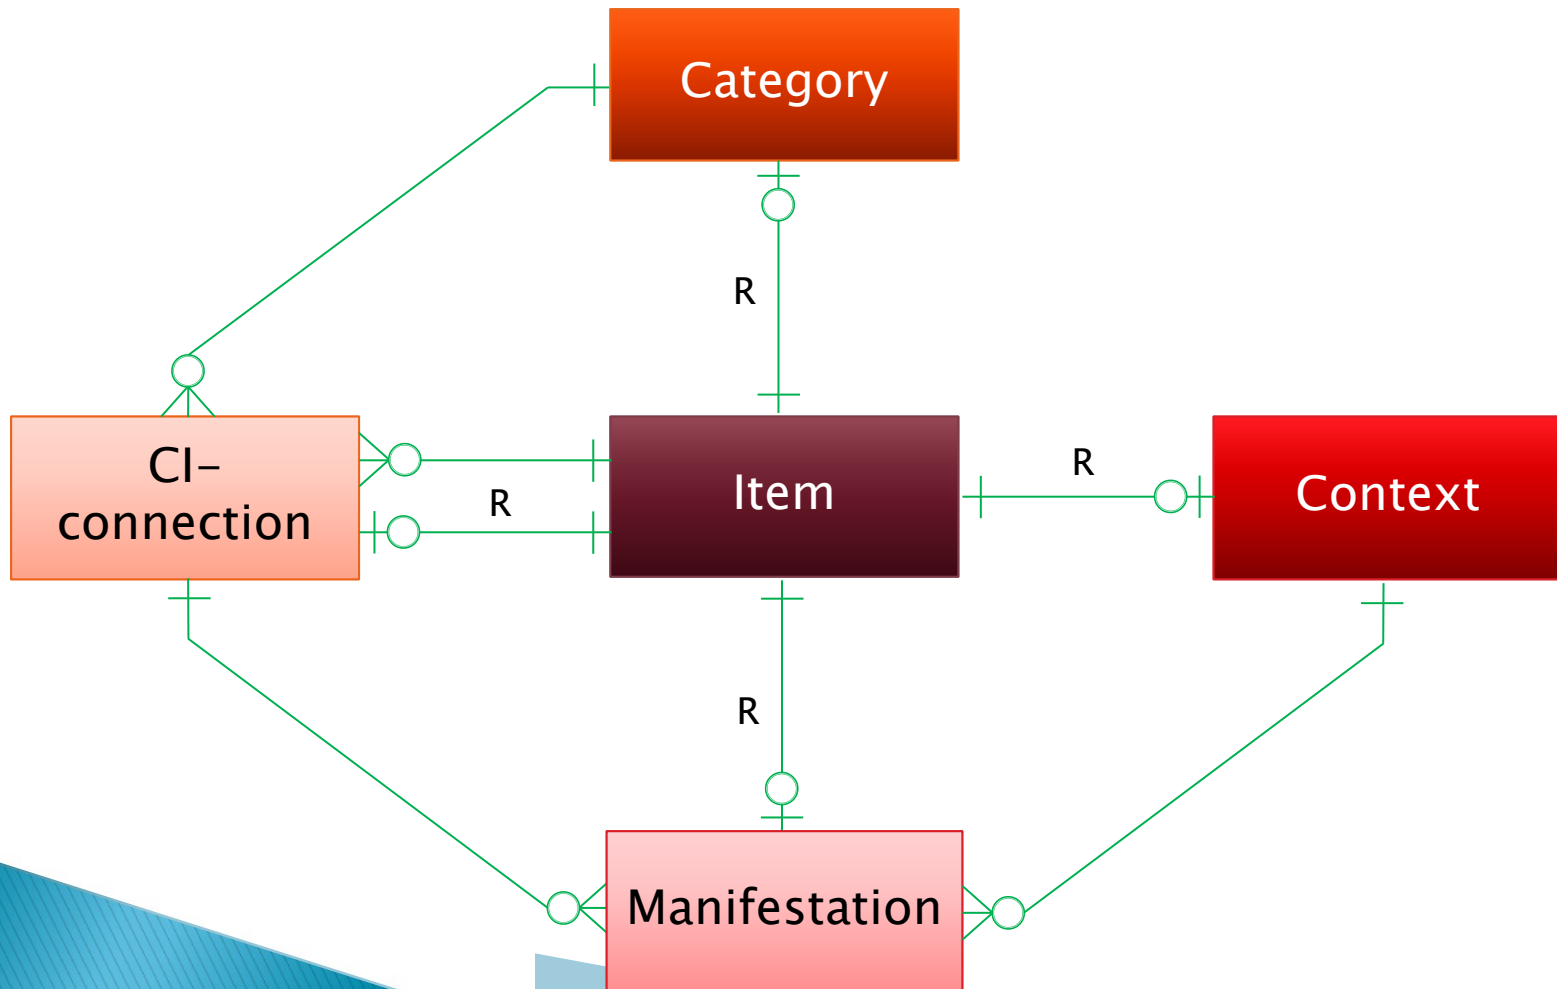 Category
R
CI-
connection
R
Item
R
Context
R
Manifestation